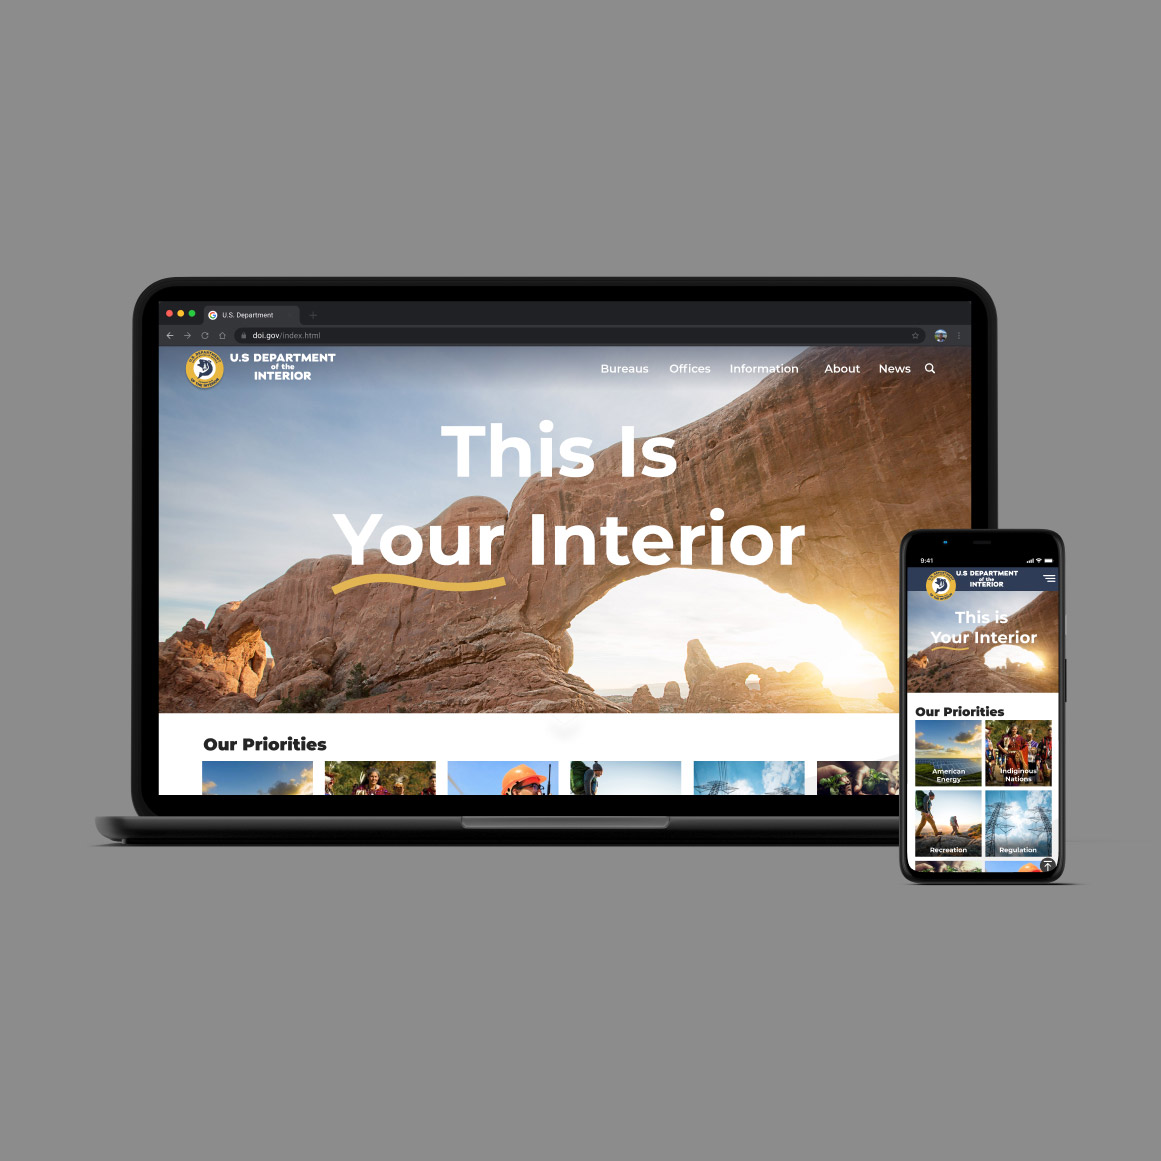 U.S. Department
doi.gov/index.html
U.S DEPARTMENT
of the
INTERIOR
Bureaus Offices Information About News
This Is
Your Interior
Our Priorities
9:41
U.S DEPARTMENT
of the
INTERIOR
This is
Your Interior
Our Priorities
American
Energy
Indiginous
Nations
Recreation
Regulation